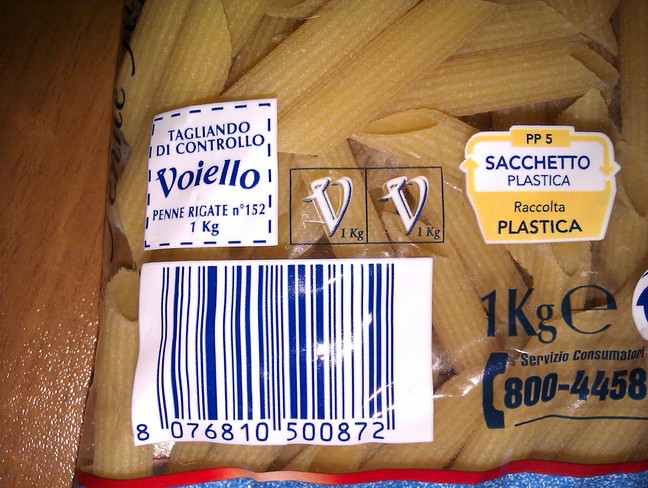 TAGLIANDO
DI CONTROLLO
Voiello
PENNE RIGATE n°152
1 Kg
V 1 Kg
V 1 Kg
PP 5
SACCHETTO
PLASTICA
Raccolta
PLASTICA
1Kg e
Servizio Consumatori
800-4458
8 076810 500872